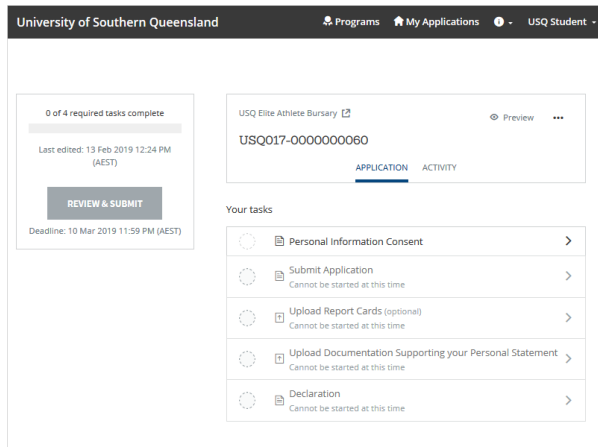 University of Southern Queensland
Programs
My Applications
USQ Student
0 of 4 required tasks complete
Last edited: 13 Feb 2019 12:24 PM
(AEST)
REVIEW & SUBMIT
Deadline: 10 Mar 2019 11:59 PM (AEST)
USQ Elite Athlete Bursary
Preview
USQ017-0000000060
APPLICATION
ACTIVITY
Your tasks
Personal Information Consent
Submit Application
Cannot be started at this time
Upload Report Cards (optional)
Cannot be started at this time
Upload Documentation Supporting your Personal Statement
Cannot be started at this time
Declaration
Cannot be started at this time